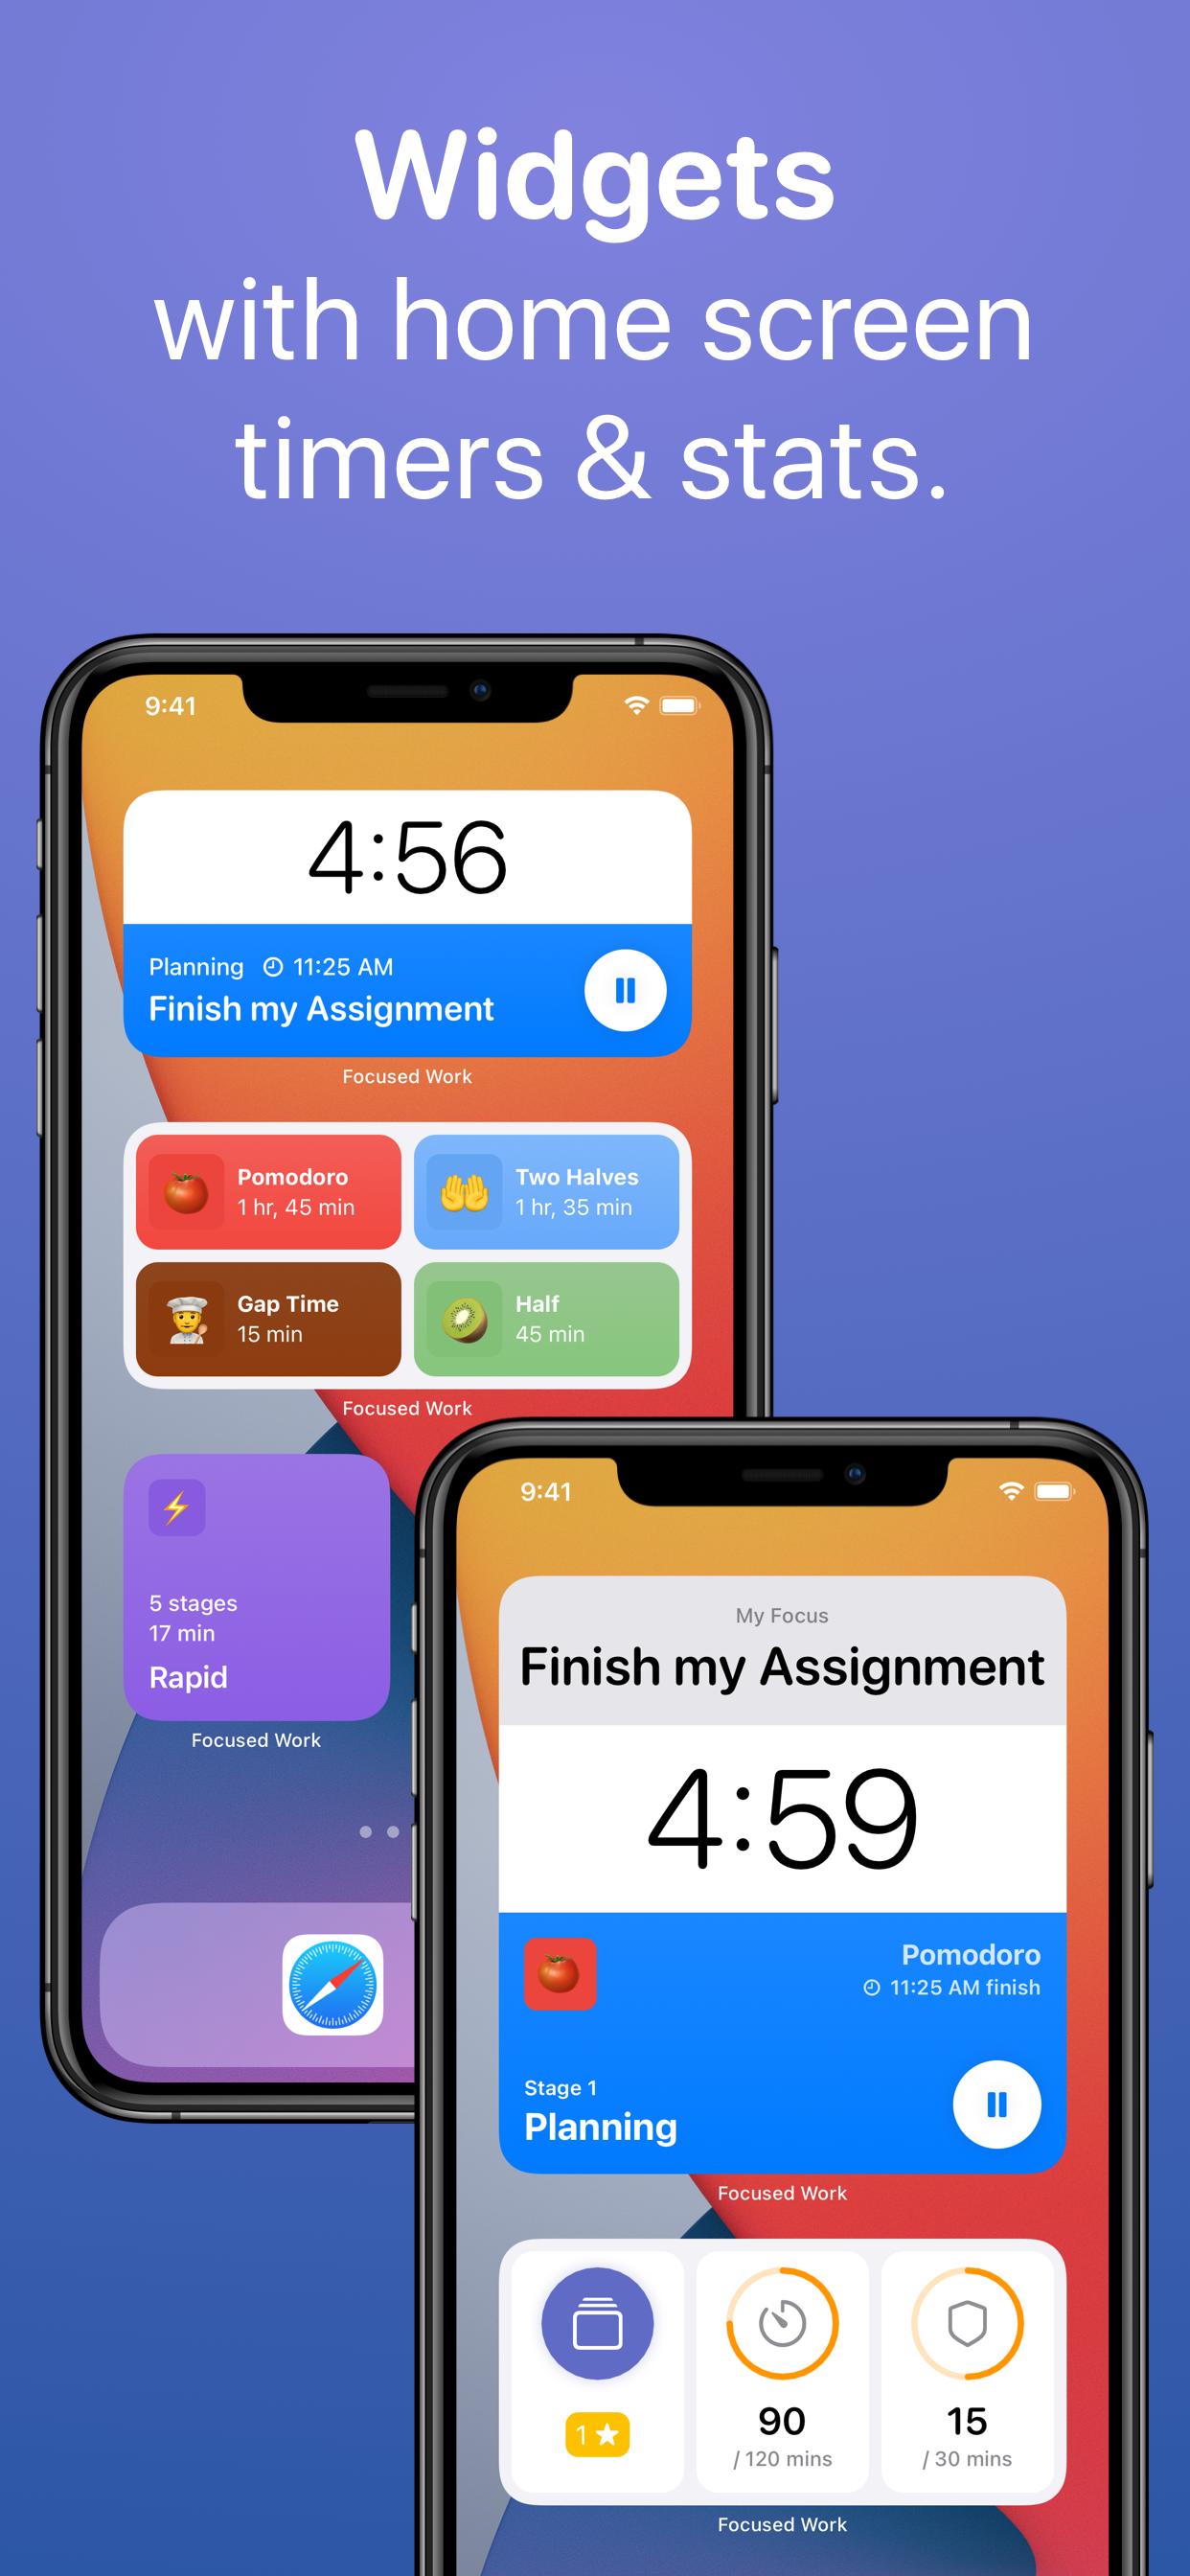 Widgets
with home screen
timers & stats.
9:41
4:56
Planning 11:25 AM
Finish my Assignment
Focused Work
Pomodoro
1 hr, 45 min
Two Halves
1 hr, 35 min
Gap Time
15 min
Half
45 min
Focused Work
5 stages
17 min
Rapid
Focused Work
9:41
My Focus
Finish my Assignment
4:59
Pomodoro
11:25 AM finish
Stage 1
Planning
Focused Work
1
90
/ 120 mins
15
/ 30 mins
Focused Work